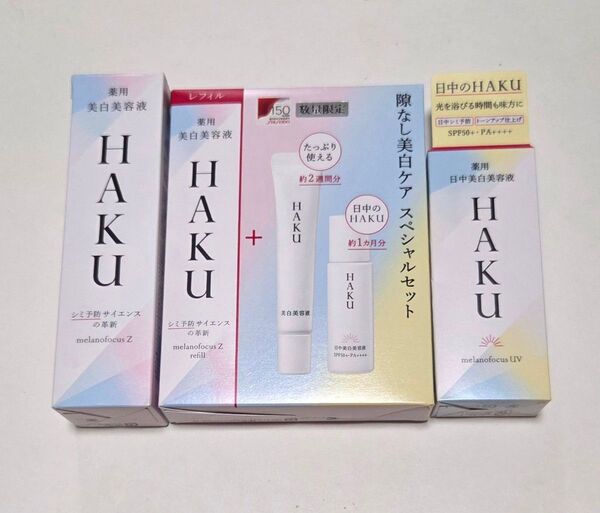 薬用
美白美容液
HAKU
シミ予防 サイエンス
の革新
melanofocus Z
レフィル
薬用
美白美容液
HAKU
シミ予防 サイエンス
の革新
melanofocus Z
refill
+
150
SHISEIDO
数量限定
隙なし美白ケア スペシャルセット
たっぷり
使える
約2週間分
HAKU
美白美容液
日中の
HAKU
約1カ月分
HAKU
日中美白美容液
SPF50+・PA++++
日中のHAKU
光を浴びる時間も味方に
日中シミ予防
トーンアップ仕上げ
SPF50+・PA++++
薬用
日中美白美容液
HAKU
melanofocus UV